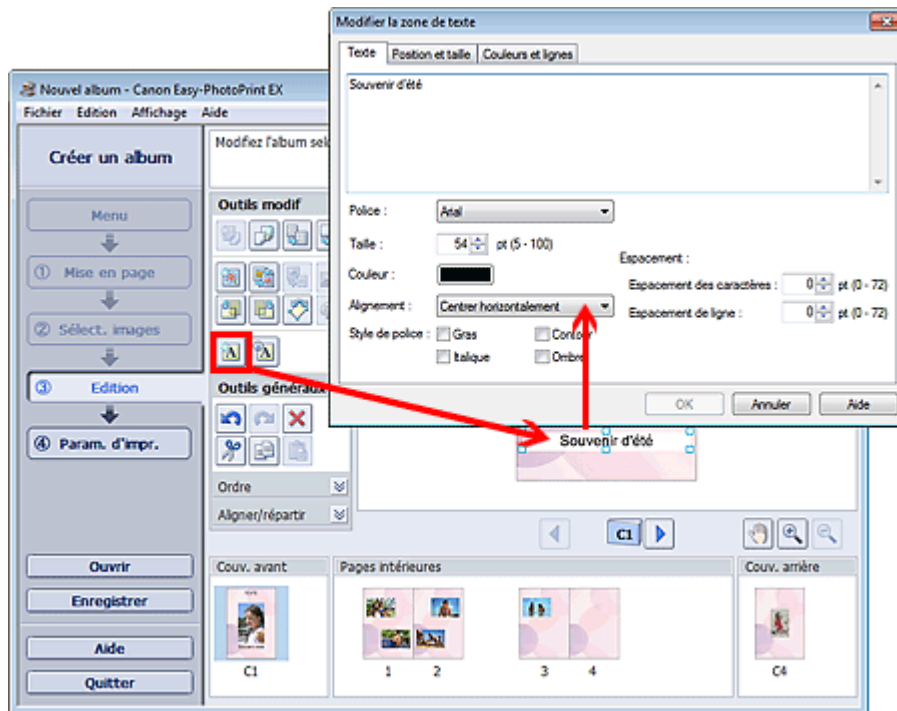 Modifier la zone de texte
Texte Position et taille Couleurs et lignes
Souvenir d'été
Police : Arial
Taille : 54 pt (5 - 100)
Couleur :
Alignement : Centrer horizontalement
Style de police : Gras Contour
Italique Ombre
Espacement :
Espacement des caractères : 0 pt (0 - 72)
Espacement de ligne : 0 pt (0 - 72)
OK Annuler Aide
Nouvel album - Canon Easy-PhotoPrint EX
Fichier Edition Affichage Aide
Créer un album
Modifiez l'album
Menu
① Mise en page
② Sélect. images
③ Edition
④ Param. d'impr.
Ouvrir
Enregistrer
Aide
Quitter
Outils modif
A A
Outils généraux
Ordre
Aligner/répartir
Souvenir d'été
C1
Couv. avant Pages intérieures Couv. arrière
C1 1 2 3 4 C4